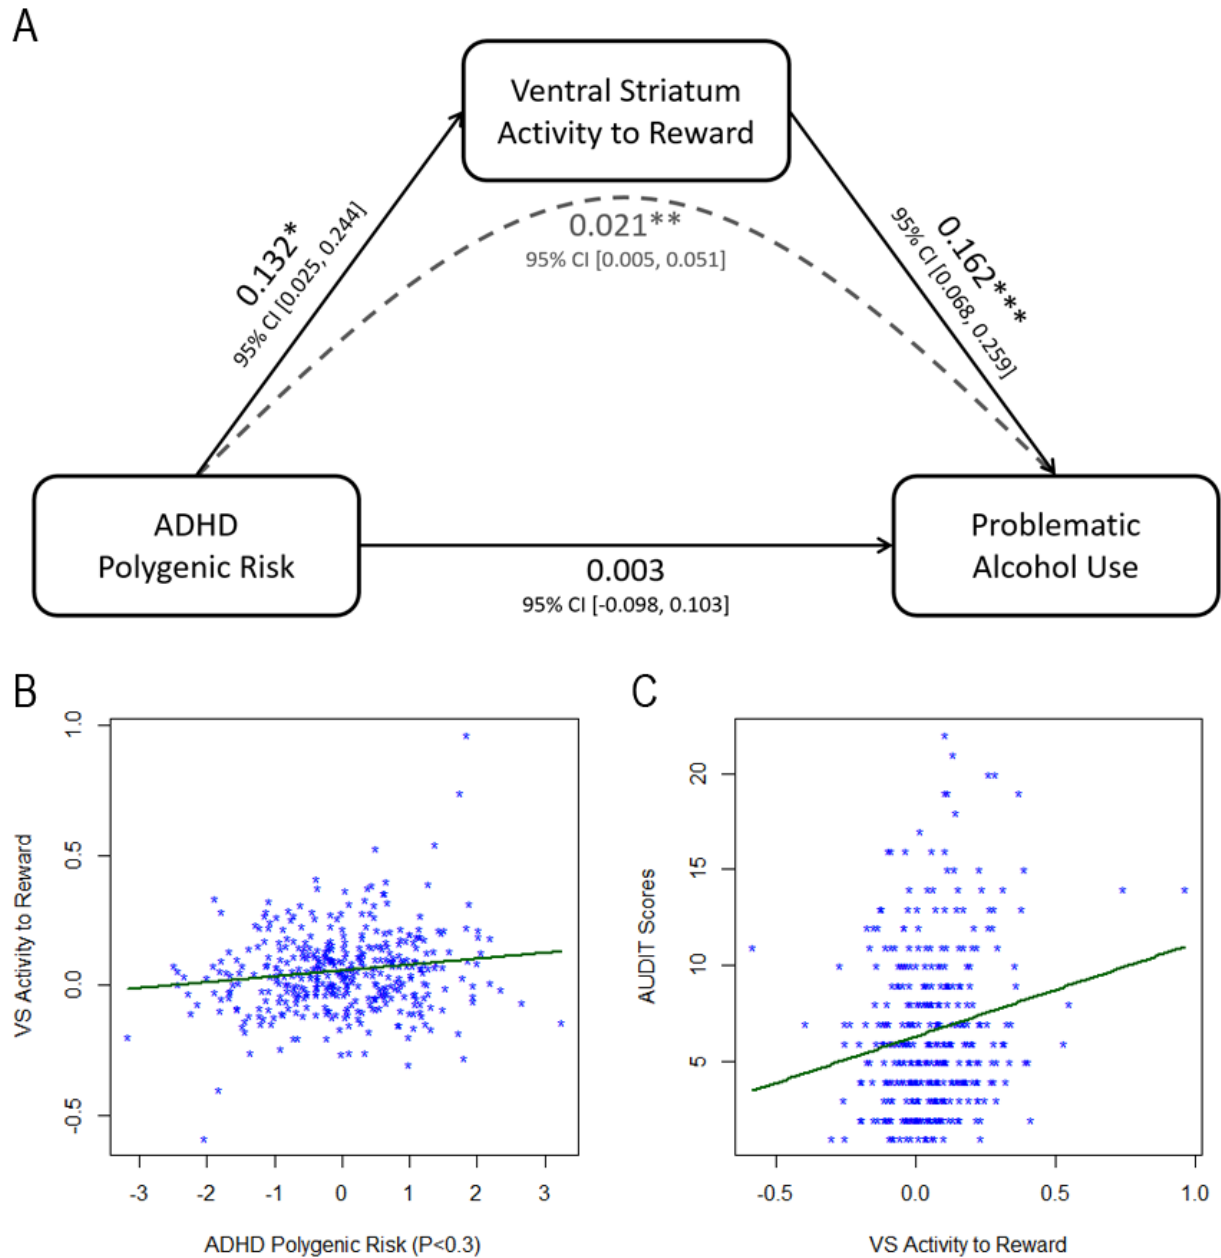 A
Ventral Striatum
Activity to Reward
0.132*
95% CI [0.025, 0.244]
0.021**
95% CI [0.005, 0.051]
0.162***
95% CI [0.068, 0.259]
ADHD
Polygenic Risk
Problematic
Alcohol Use
0.003
95% CI [-0.098, 0.103]
B
VS Activity to Reward
1.0
0.5
0.0
-0.5
-3 -2 -1 0 1 2 3
ADHD Polygenic Risk (P<0.3)
C
AUDIT Scores
20
15
10
5
-0.5 0.0 0.5 1.0
VS Activity to Reward